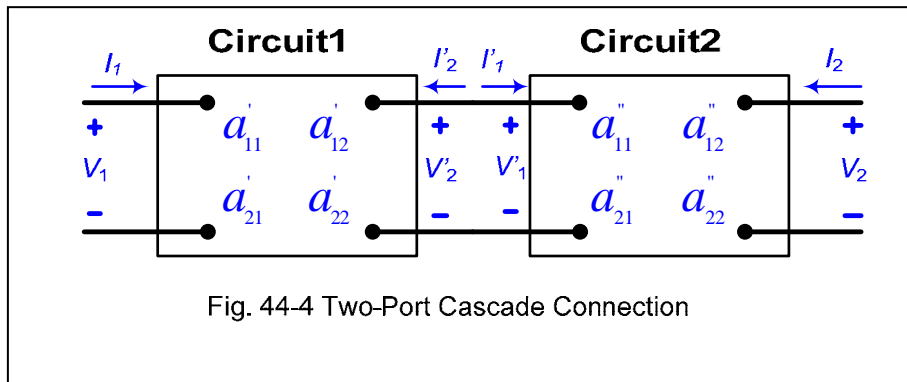 Circuit1 Circuit2
I₁ I'₂ I'₁ I₂
+ + + +
a'₁₁ a'₁₂ a''₁₁ a''₁₂
V₁ V'₂ V'₁ V₂
a'₂₁ a'₂₂ a''₂₁ a''₂₂
– – – –
Fig. 44-4 Two-Port Cascade Connection